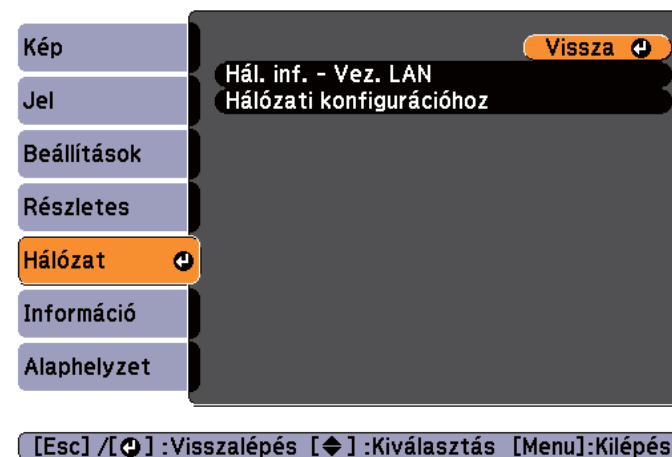 Kép
Jel
Beállítások
Részletes
Hálózat
Információ
Alaphelyzet
Vissza
Hál. inf. - Vez. LAN
Hálózati konfigurációhoz
[Esc] /[⏎] :Visszalépés [◆] :Kiválasztás [Menu]:Kilépés